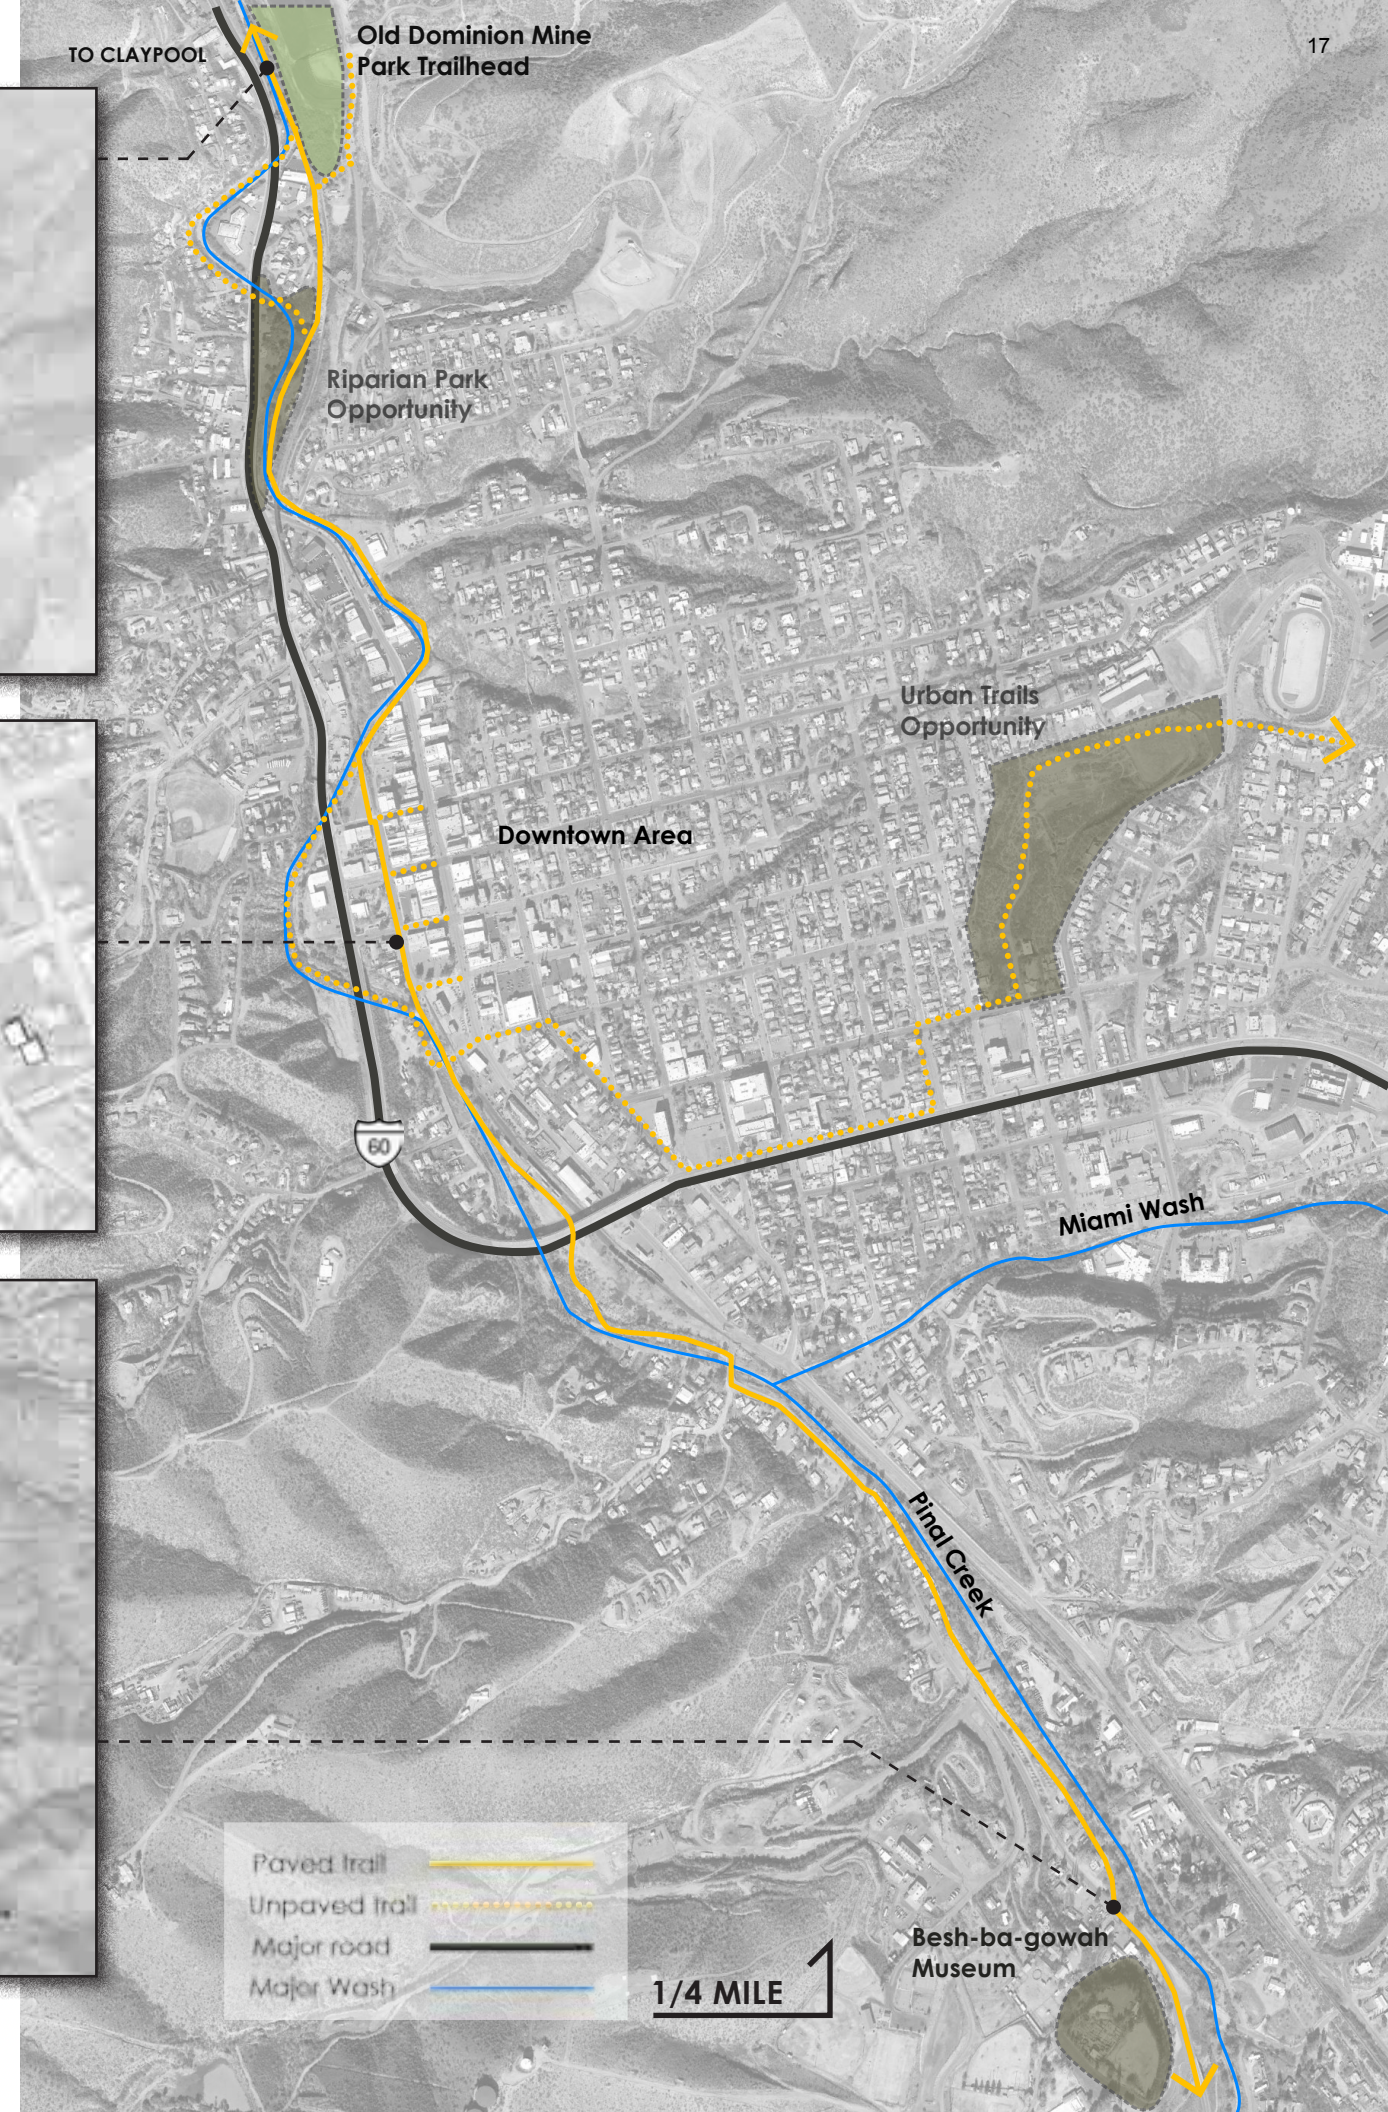 17
Old Dominion Mine
Park Trailhead
TO CLAYPOOL
Riparian Park
Opportunity
Urban Trails
Opportunity
Downtown Area
60
Miami Wash
Pinal Creek
Paved trail
Unpaved trail
Major road
Major Wash
1/4 MILE
Besh-ba-gowah
Museum